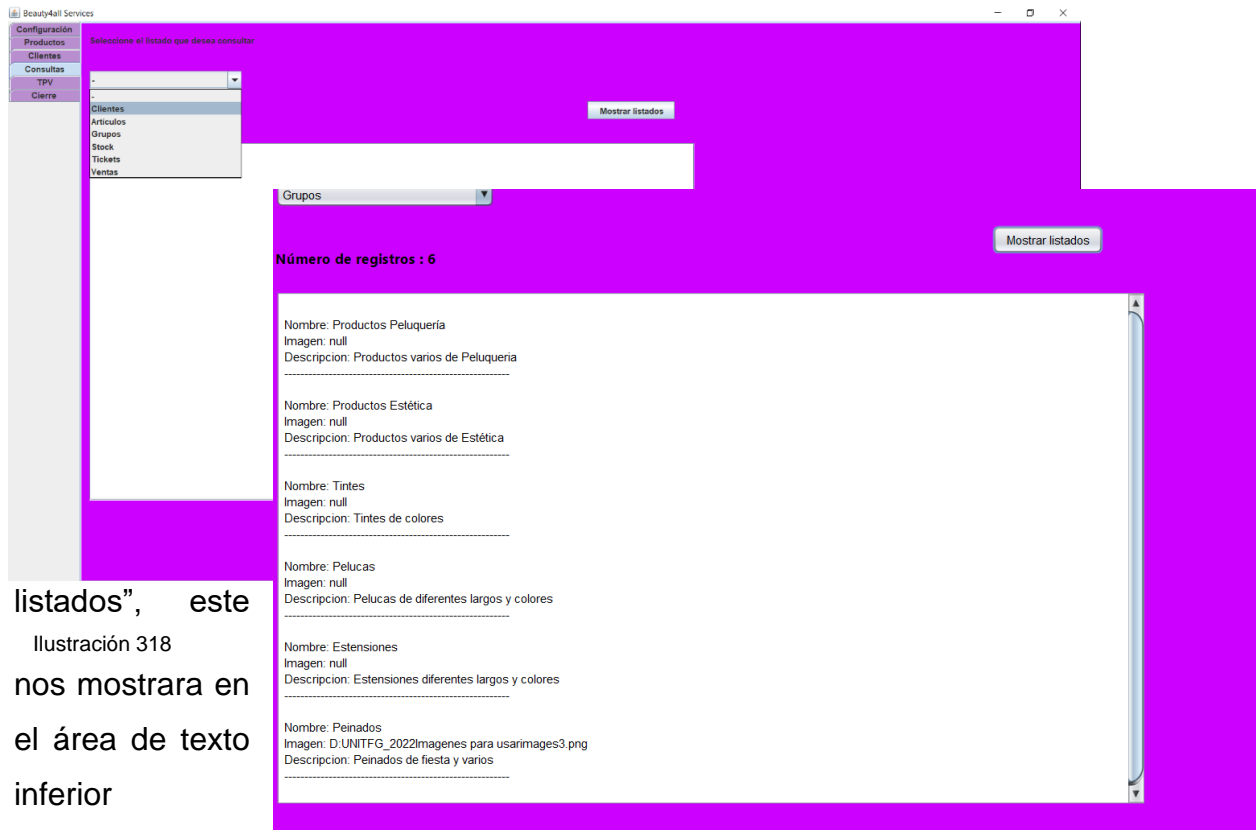 Beauty4all Services
Configuración
Productos
Clientes
Consultas
TPV
Cierre
Seleccione el listado que desea consultar
-
-
Clientes
Articulos
Grupos
Stock
Tickets
Ventas
Mostrar listados
Grupos
Mostrar listados
Número de registros : 6
Nombre: Productos Peluquería
Imagen: null
Descripcion: Productos varios de Peluqueria
--------------------------------------------------------
Nombre: Productos Estética
Imagen: null
Descripcion: Productos varios de Estética
--------------------------------------------------------
Nombre: Tintes
Imagen: null
Descripcion: Tintes de colores
--------------------------------------------------------
Nombre: Pelucas
Imagen: null
Descripcion: Pelucas de diferentes largos y colores
--------------------------------------------------------
Nombre: Estensiones
Imagen: null
Descripcion: Estensiones diferentes largos y colores
--------------------------------------------------------
Nombre: Peinados
Imagen: D:UNITFG_2022Imagenes para usarimages3.png
Descripcion: Peinados de fiesta y varios
--------------------------------------------------------
listados”, este
Ilustración 318
nos mostrara en
el área de texto
inferior